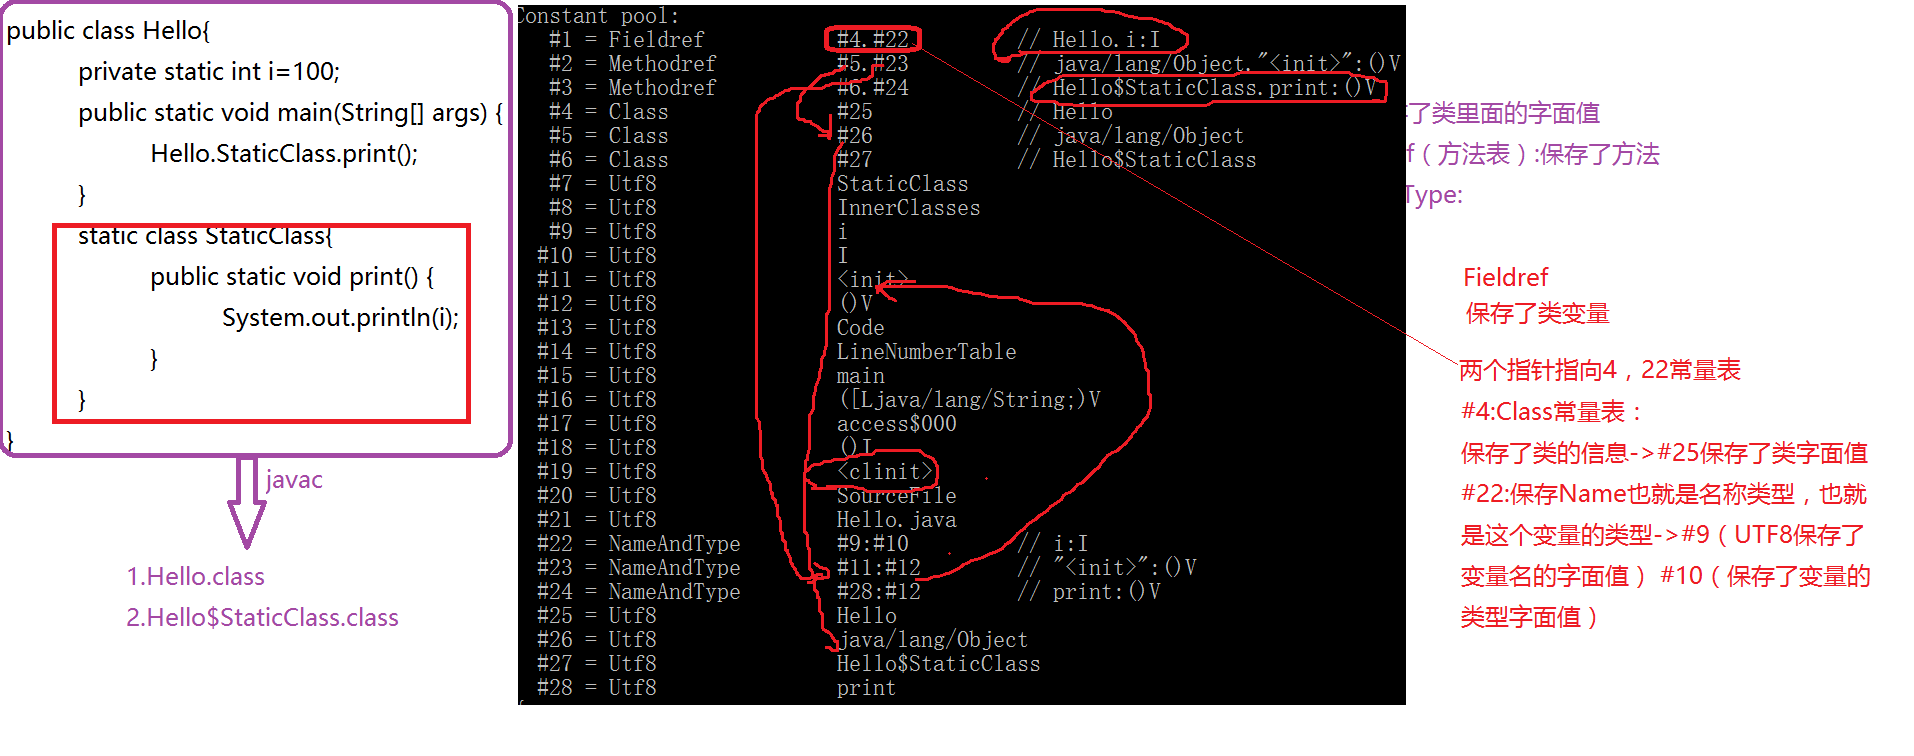 public class Hello{
private static int i=100;
public static void main(String[] args) {
Hello.StaticClass.print();
}
static class StaticClass{
public static void print() {
System.out.println(i);
}
}
}
javac
1.Hello.class
2.Hello$StaticClass.class
Constant pool:
#1 = Fieldref #4.#22 // Hello.i:I
#2 = Methodref #5.#23 // java/lang/Object."<init>":()V
#3 = Methodref #6.#24 // Hello$StaticClass.print:()V
#4 = Class #25 // Hello
#5 = Class #26 // java/lang/Object
#6 = Class #27 // Hello$StaticClass
#7 = Utf8 StaticClass
#8 = Utf8 InnerClasses
#9 = Utf8 i
#10 = Utf8 I
#11 = Utf8 <init>
#12 = Utf8 ()V
#13 = Utf8 Code
#14 = Utf8 LineNumberTable
#15 = Utf8 main
#16 = Utf8 ([Ljava/lang/String;)V
#17 = Utf8 access$000
#18 = Utf8 ()I
#19 = Utf8 <clinit>
#20 = Utf8 SourceFile
#21 = Utf8 Hello.java
#22 = NameAndType #9:#10 // i:I
#23 = NameAndType #11:#12 // "<init>":()V
#24 = NameAndType #28:#12 // print:()V
#25 = Utf8 Hello
#26 = Utf8 java/lang/Object
#27 = Utf8 Hello$StaticClass
#28 = Utf8 print
了类里面的字面值
f（方法表）:保存了方法
Type:
Fieldref
保存了类变量
两个指针指向4，22常量表
#4:Class常量表：
保存了类的信息->#25保存了类字面值
#22:保存Name也就是名称类型，也就
是这个变量的类型->#9（UTF8保存了
变量名的字面值） #10（保存了变量的
类型字面值）